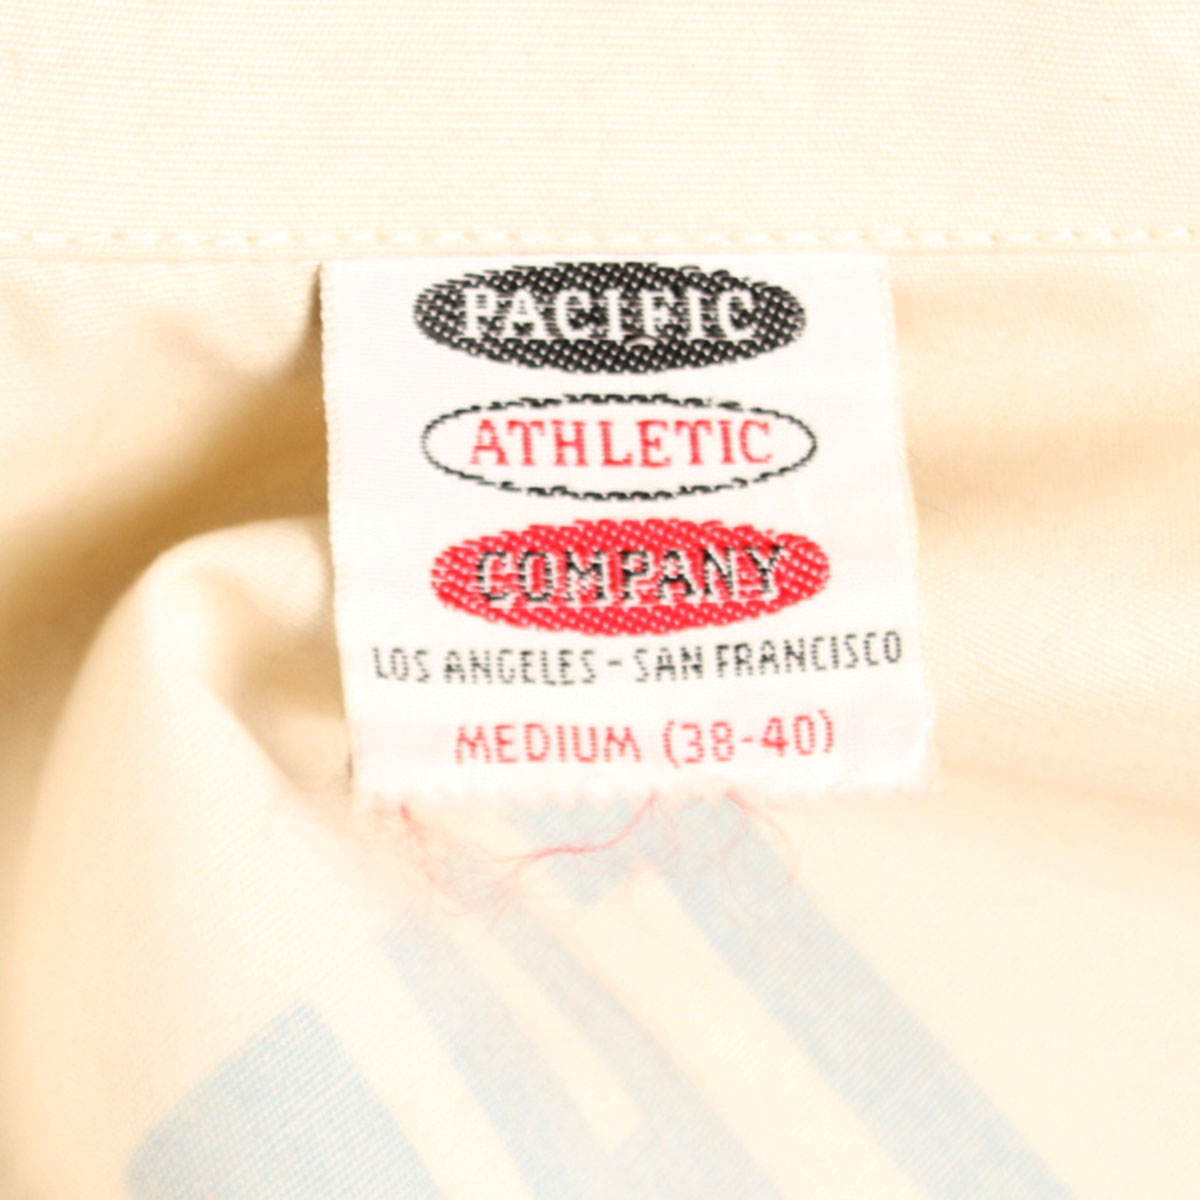 PACIFIC
ATHLETIC
COMPANY
LOS ANGELES - SAN FRANCISCO
MEDIUM (38-40)